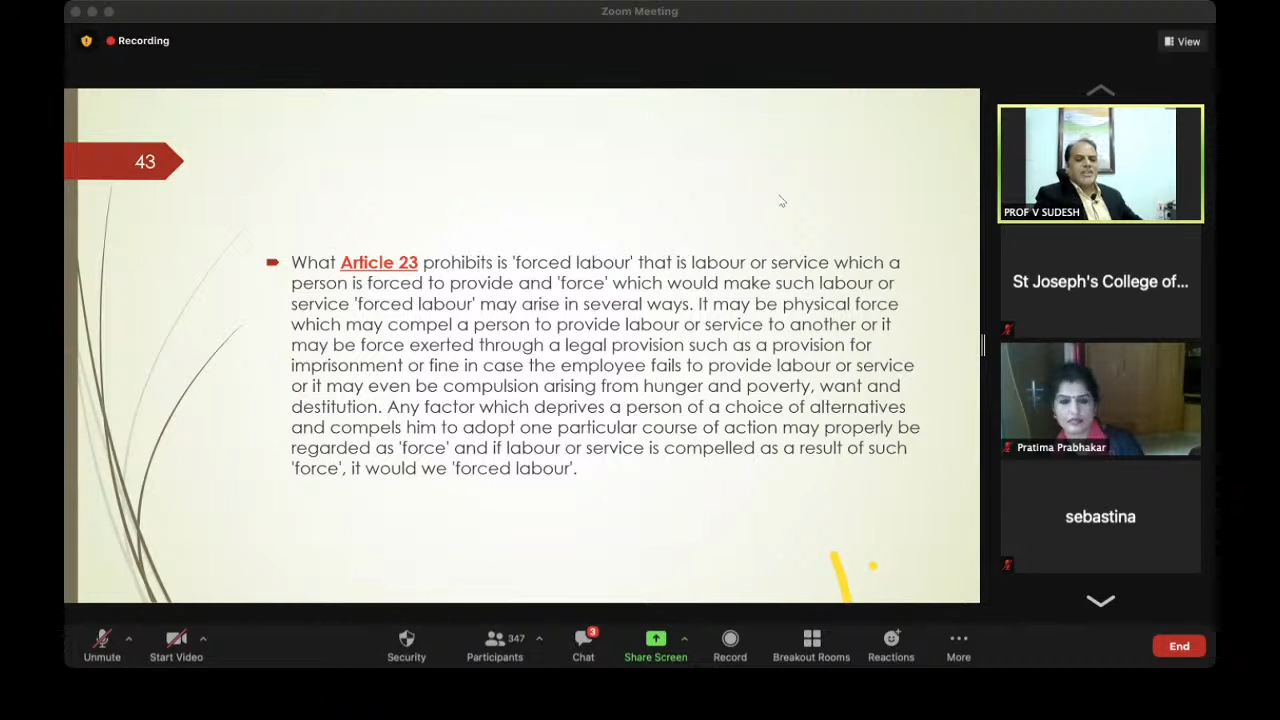 Zoom Meeting
Recording
View
43
What Article 23 prohibits is 'forced labour' that is labour or service which a
person is forced to provide and 'force' which would make such labour or
service 'forced labour' may arise in several ways. It may be physical force
which may compel a person to provide labour or service to another or it
may be force exerted through a legal provision such as a provision for
imprisonment or fine in case the employee fails to provide labour or service
or it may even be compulsion arising from hunger and poverty, want and
destitution. Any factor which deprives a person of a choice of alternatives
and compels him to adopt one particular course of action may properly be
regarded as 'force' and if labour or service is compelled as a result of such
'force', it would we 'forced labour'.
PROF V SUDESH
St Joseph's College of...
Pratima Prabhakar
sebastina
Unmute
Start Video
Security
Participants
347
Chat
3
Share Screen
Record
Breakout Rooms
Reactions
More
End